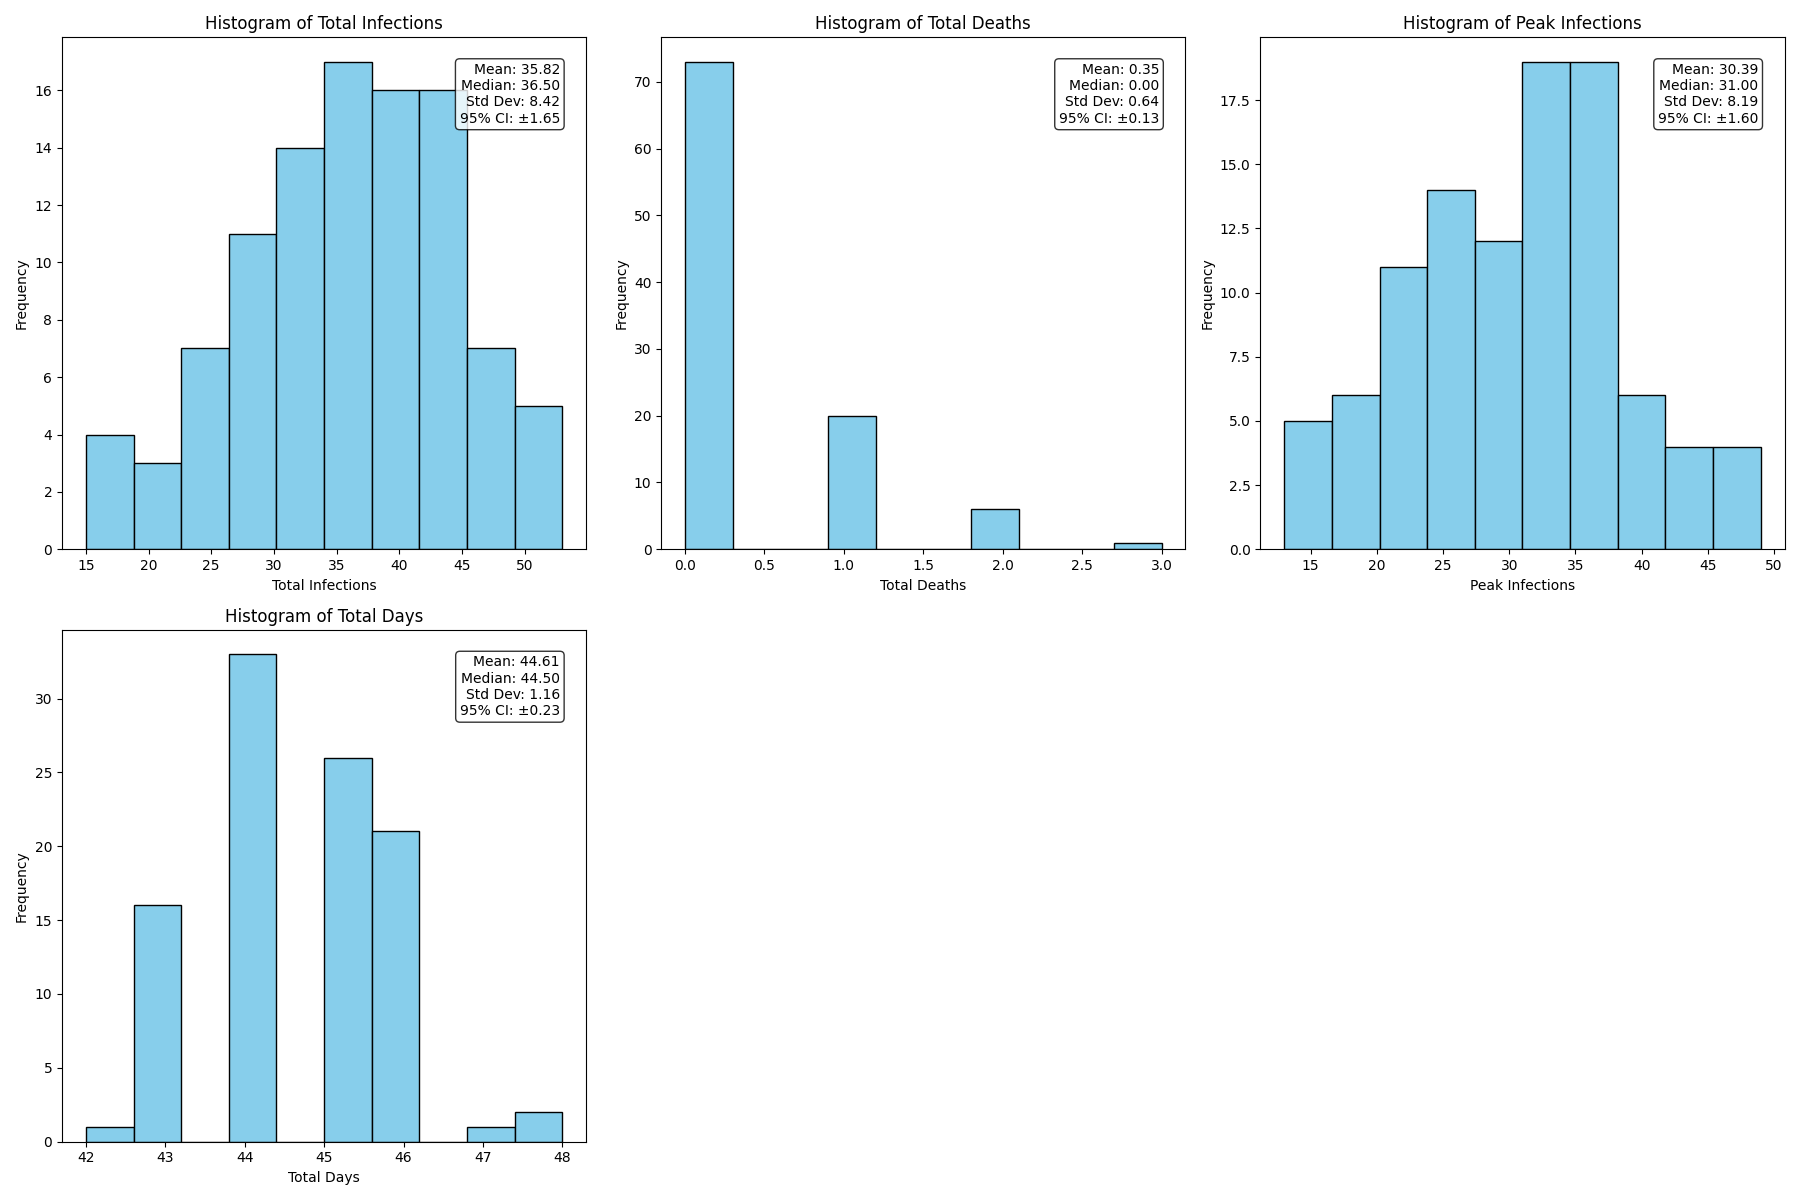 Histogram of Total Infections
Mean: 35.82
Median: 36.50
Std Dev: 8.42
95% CI: ±1.65
Frequency
16
14
12
10
8
6
4
2
0
15 20 25 30 35 40 45 50
Total Infections
Histogram of Total Deaths
Mean: 0.35
Median: 0.00
Std Dev: 0.64
95% CI: ±0.13
Frequency
70
60
50
40
30
20
10
0
0.0 0.5 1.0 1.5 2.0 2.5 3.0
Total Deaths
Histogram of Peak Infections
Mean: 30.39
Median: 31.00
Std Dev: 8.19
95% CI: ±1.60
Frequency
17.5
15.0
12.5
10.0
7.5
5.0
2.5
0.0
15 20 25 30 35 40 45 50
Peak Infections
Histogram of Total Days
Mean: 44.61
Median: 44.50
Std Dev: 1.16
95% CI: ±0.23
Frequency
30
25
20
15
10
5
0
42 43 44 45 46 47 48
Total Days